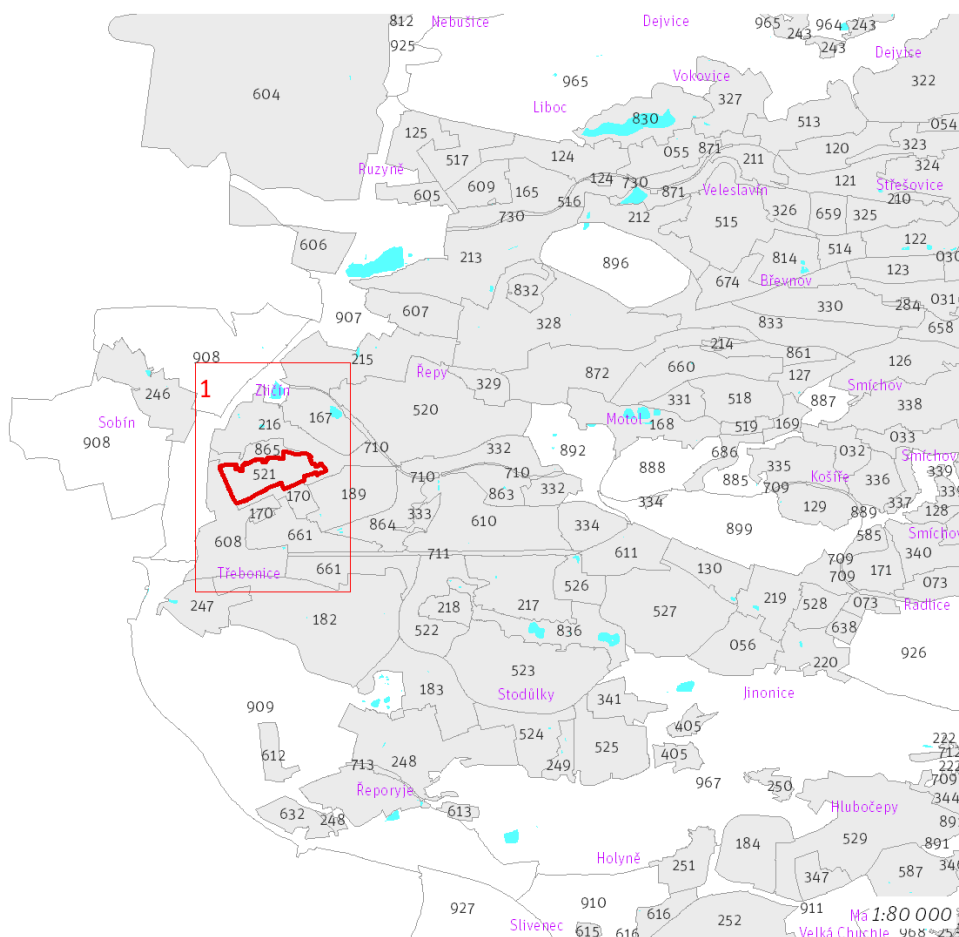 812 Nebušice Dejvice 965 964 243
243
925 243 Dejvice
965 Vokovice 322
604 327
Liboc
830 513 054
125 871 323
517 124 055 211 120 324
Ruzyně 124 730 121 Střešovice
605 609 165 871 Veleslavín 210
516
730 212 515 326 659 325
606 213 814 514 122
896 030
674 Břevnov 123
832
607 330 284 031
907 328 833 658
214
908 215 861 126
1 Řepy 872 660 127
246 Zličín 329 331 518 887 Smíchov
338
Sobín 216 167 520 Motol 168 519 169
908 033
865 710 332 892 686 032
521 888 335 Košíře 339
710 710 885 709 336
170 189 863 332 334 129 337
170 333 889 128
608 661 864 610 334 899 585 Smíchov
711 611 709 340
Třebonice 661 130 709 171
526 073
247 218 217 219 528 073 Radlice
182 522 836 527 638
056 926
523 220
183 Stodůlky Jinonice
909 341
405
524 525
612 713 248 249 405
967 250
Řeporyje Hlubočepy
632 248 613 529
Holyně 184 891
251
347 587
927 910 911
Slivenec 616 252 1:80 000
615 616 Velká Chuchle 968
222
712
222
709
344